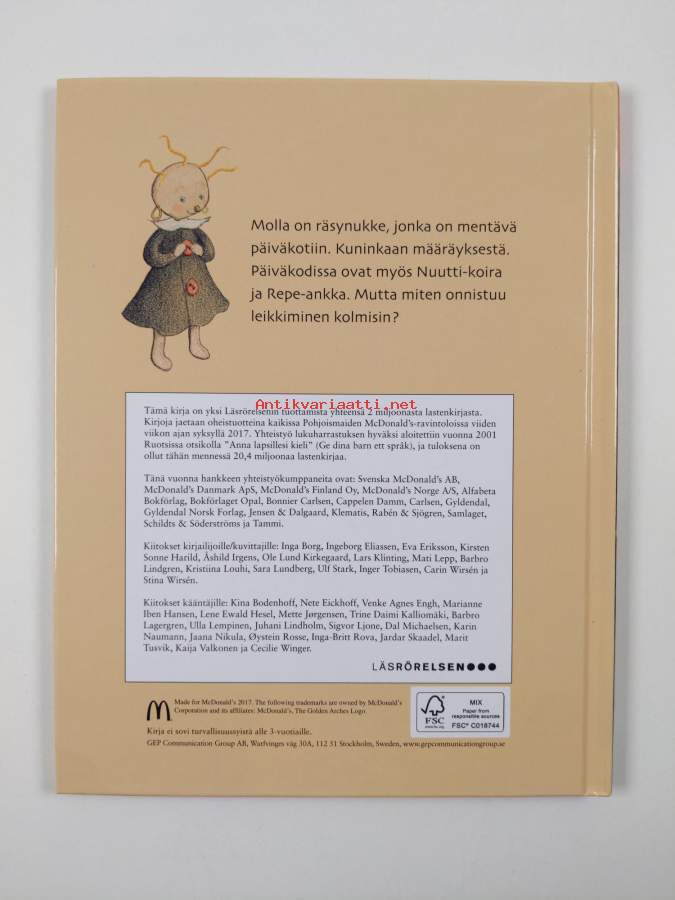 Molla on räsynukke, jonka on mentävä
päiväkotiin. Kuninkaan määräyksestä.
Päiväkodissa ovat myös Nuutti-koira
ja Repe-ankka. Mutta miten onnistuu
leikkiminen kolmisin?
Antikvariaatti.net
Tämä kirja on yksi Läsrörelsenin tuottamista yhteensä 2 miljoonasta lastenkirjasta.
Kirjoja jaetaan oheistuotteina kaikissa Pohjoismaiden McDonald's-ravintoloissa viiden
viikon ajan syksyllä 2017. Yhteistyö lukuharrastuksen hyväksi aloitettiin vuonna 2001
Ruotsissa otsikolla "Anna lapsillesi kieli" (Ge dina barn ett språk), ja tuloksena on
ollut tähän mennessä 20,4 miljoonaa lastenkirjaa.
Tänä vuonna hankkeen yhteistyökumppaneita ovat: Svenska McDonald's AB,
McDonald's Danmark ApS, McDonald's Finland Oy, McDonald's Norge A/S, Alfabeta
Bokförlag, Bokförlaget Opal, Bonnier Carlsen, Cappelen Damm, Carlsen, Gyldendal,
Gyldendal Norsk Forlag, Jensen & Dalgaard, Klematis, Rabén & Sjögren, Samlaget,
Schildts & Söderströms ja Tammi.
Kiitokset kirjailijoille/kuvittajille: Inga Borg, Ingeborg Eliassen, Eva Eriksson, Kirsten
Sonne Harild, Åshild Irgens, Ole Lund Kirkegaard, Lars Klinting, Mati Lepp, Barbro
Lindgren, Kristiina Louhi, Sara Lundberg, Ulf Stark, Inger Tobiasen, Carin Wirsén ja
Stina Wirsén.
Kiitokset kääntäjille: Kina Bodenhoff, Nete Eickhoff, Venke Agnes Engh, Marianne
Iben Hansen, Lene Ewald Hesel, Mette Jørgensen, Trine Daimi Kalliomäki, Barbro
Lagergren, Ulla Lempinen, Juhani Lindholm, Sigvor Ljone, Dal Michaelsen, Karin
Naumann, Jaana Nikula, Øystein Rosse, Inga-Britt Rova, Jardar Skaadel, Marit
Tusvik, Kaija Valkonen ja Cecilie Winger.
LÄSRÖRELSEN
Made for McDonald's 2017. The following trademarks are owned by McDonald's
Corporation and its affiliates: McDonald's, The Golden Arches Logo.
Kirja ei sovi turvallisuussyistä alle 3-vuotiaille.
GEP Communication Group AB, Warfvinges väg 30A, 112 31 Stockholm, Sweden, www.gepcommunicationgroup.se
FSC
www.fsc.org
MIX
Paper from
responsible sources
FSC® C018744